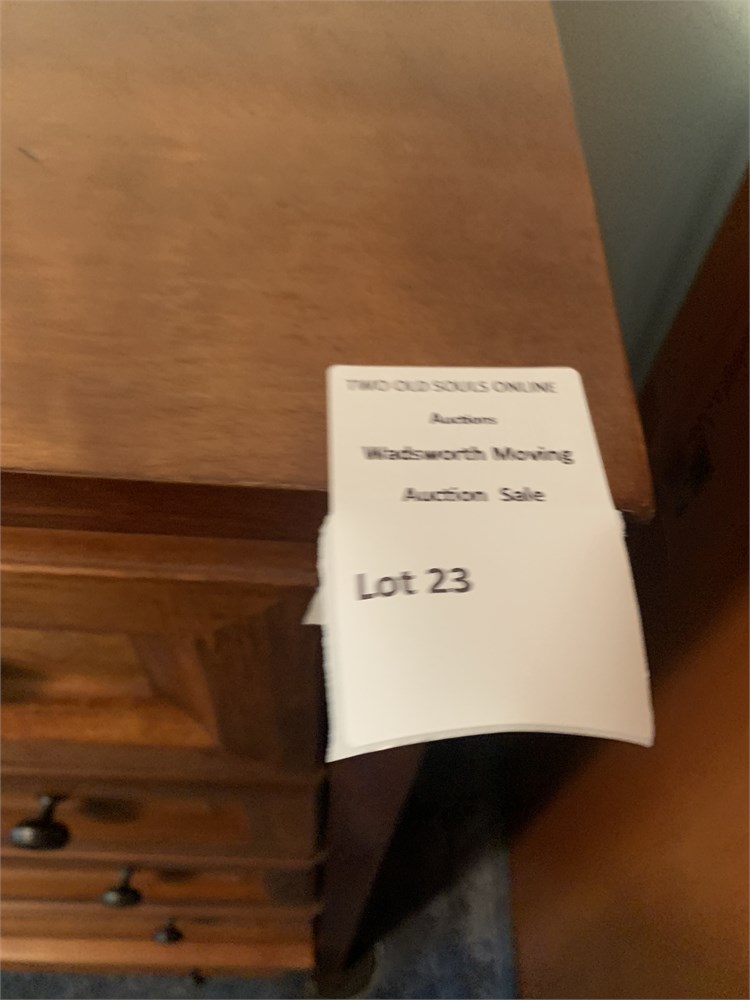 TWO OLD SOULS ONLINE
Auctions
Wadsworth Moving
Auction Sale
Lot 23